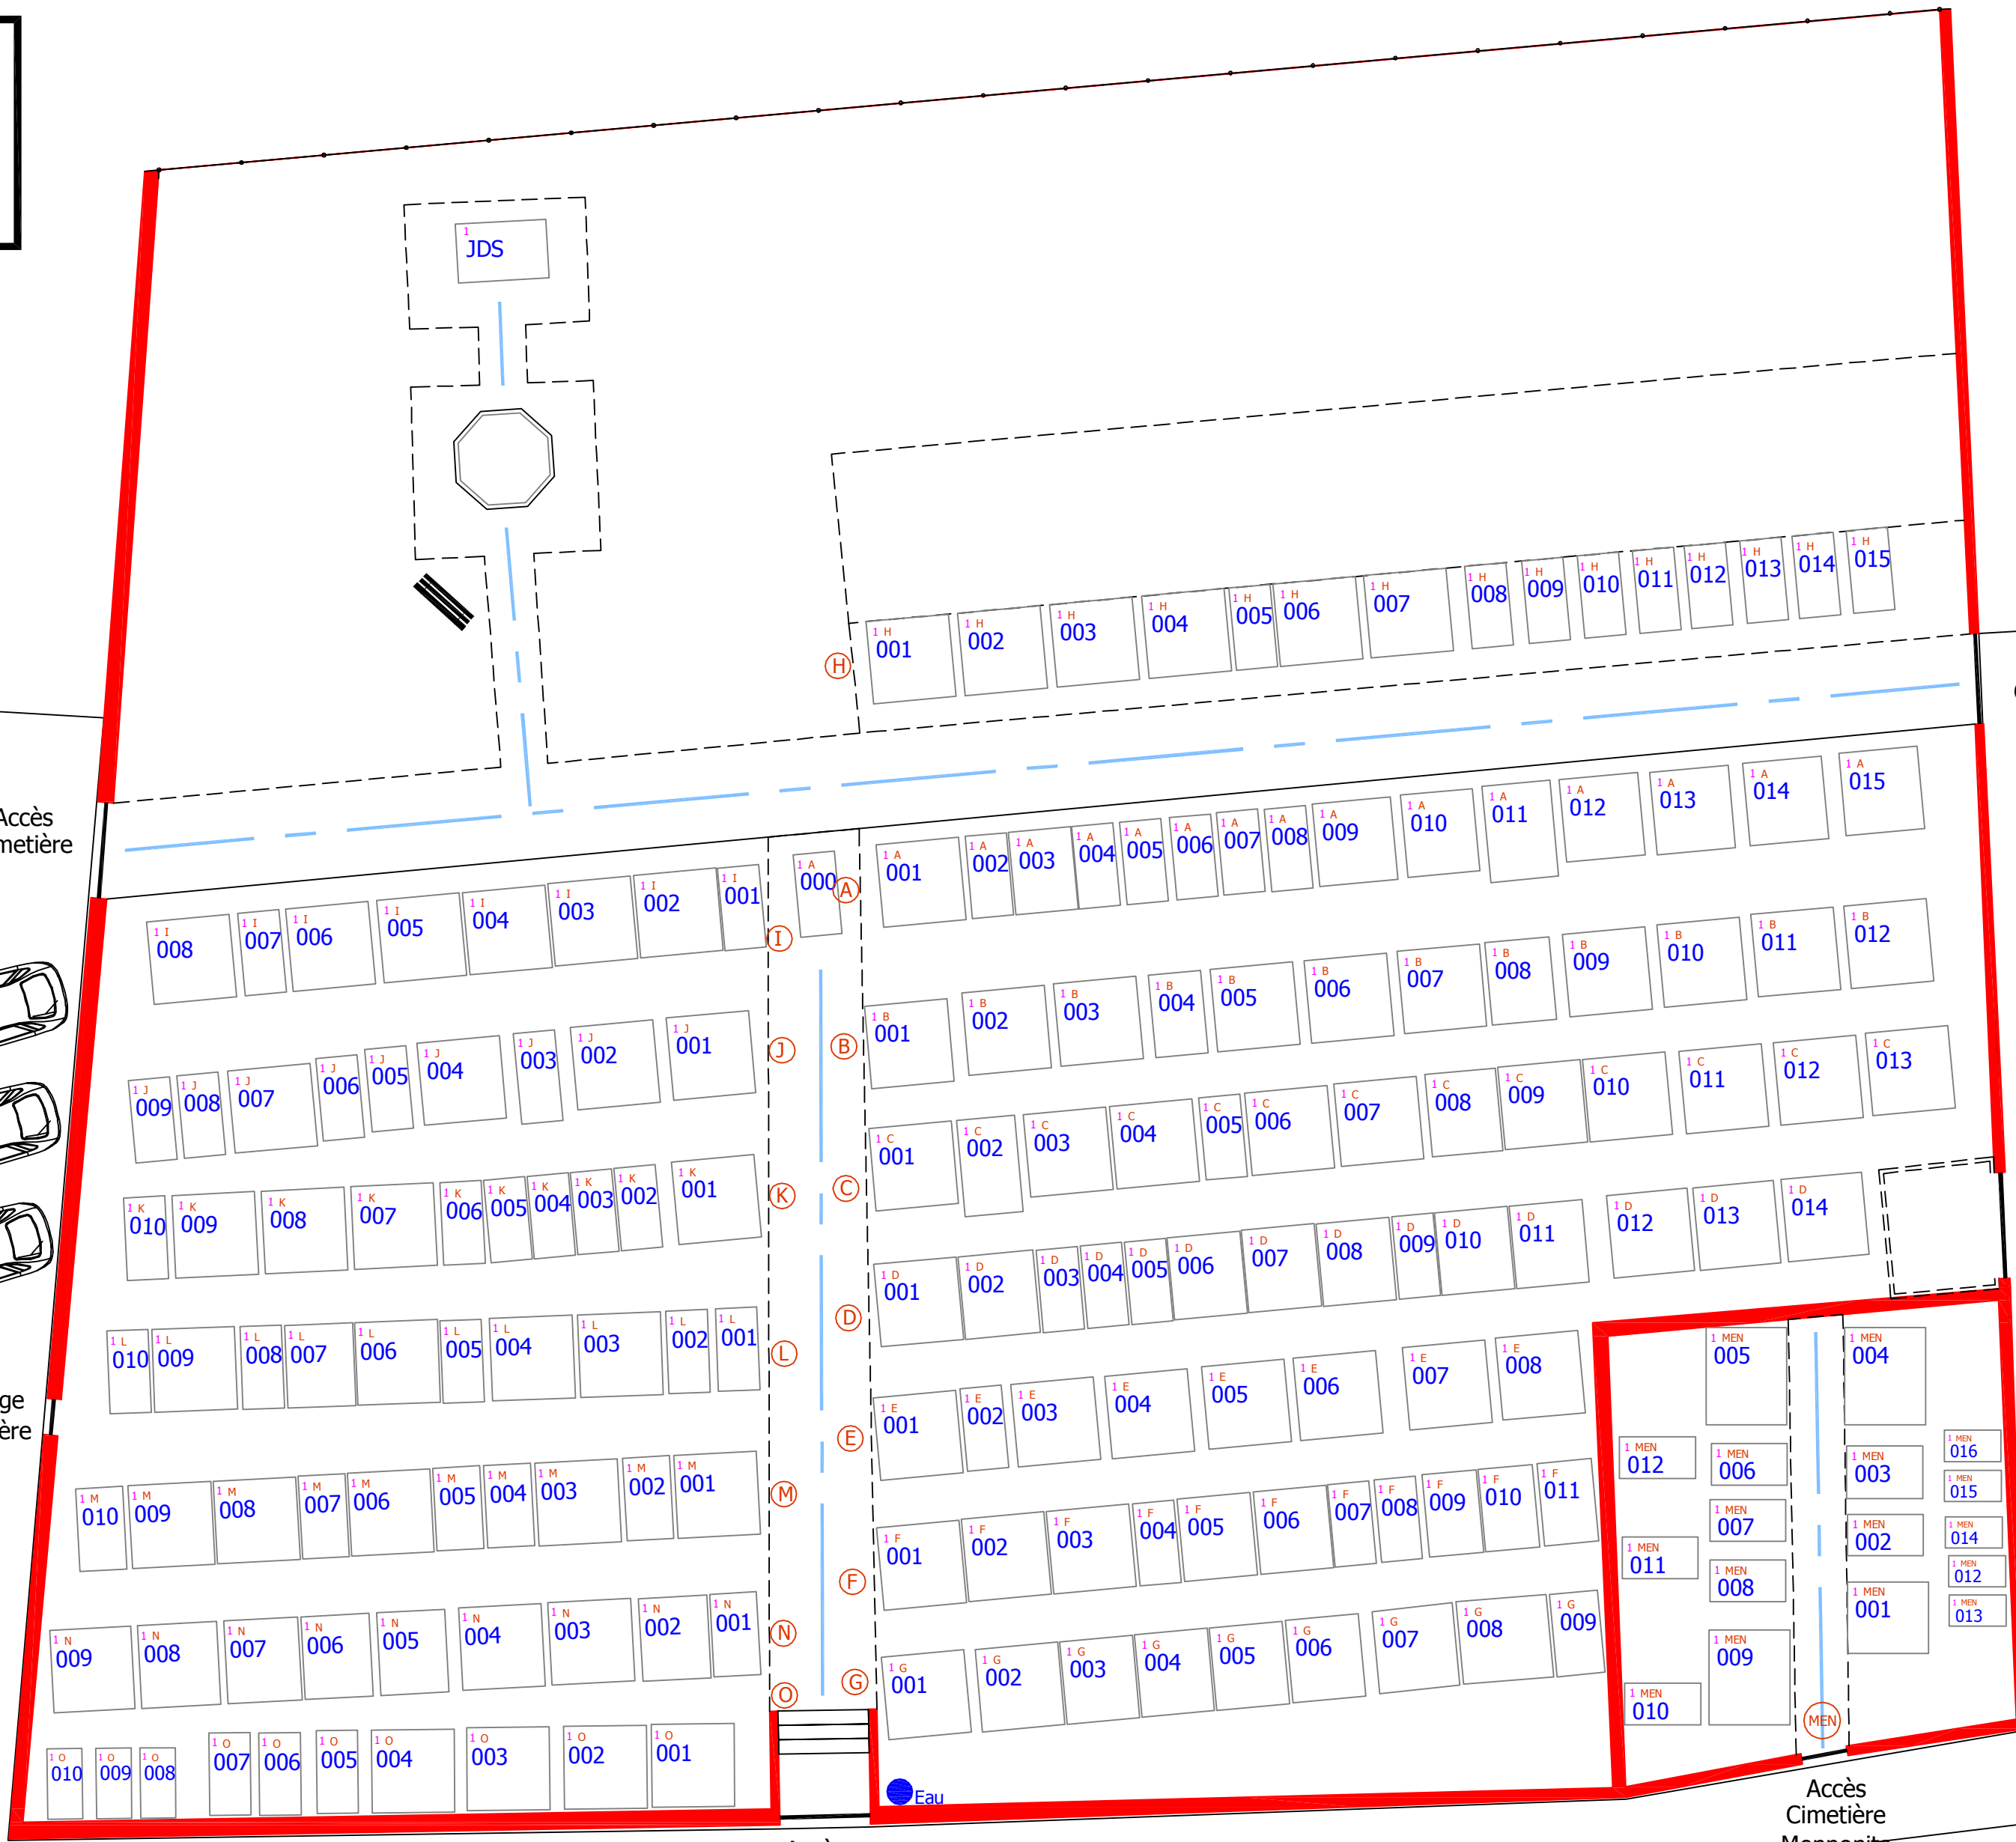 1
JDS
1 H 001
1 H 002
1 H 003
1 H 004
1 H 005
1 H 006
1 H 007
1 H 008
1 H 009
1 H 010
1 H 011
1 H 012
1 H 013
1 H 014
1 H 015
H
Accès
metière
1 A 000
A
1 A 001
1 A 002
1 A 003
1 A 004
1 A 005
1 A 006
1 A 007
1 A 008
1 A 009
1 A 010
1 A 011
1 A 012
1 A 013
1 A 014
1 A 015
1 I 008
1 I 007
1 I 006
1 I 005
1 I 004
1 I 003
1 I 002
1 I 001
I
1 J 009
1 J 008
1 J 007
1 J 006
1 J 005
1 J 004
1 J 003
1 J 002
1 J 001
J
B
1 B 001
1 B 002
1 B 003
1 B 004
1 B 005
1 B 006
1 B 007
1 B 008
1 B 009
1 B 010
1 B 011
1 B 012
1 K 010
1 K 009
1 K 008
1 K 007
1 K 006
1 K 005
1 K 004
1 K 003
1 K 002
1 K 001
K
C
1 C 001
1 C 002
1 C 003
1 C 004
1 C 005
1 C 006
1 C 007
1 C 008
1 C 009
1 C 010
1 C 011
1 C 012
1 C 013
1 L 010
1 L 009
1 L 008
1 L 007
1 L 006
1 L 005
1 L 004
1 L 003
1 L 002
1 L 001
L
D
1 D 001
1 D 002
1 D 003
1 D 004
1 D 005
1 D 006
1 D 007
1 D 008
1 D 009
1 D 010
1 D 011
1 D 012
1 D 013
1 D 014
ge
ère
1 M 010
1 M 009
1 M 008
1 M 007
1 M 006
1 M 005
1 M 004
1 M 003
1 M 002
1 M 001
M
E
1 E 001
1 E 002
1 E 003
1 E 004
1 E 005
1 E 006
1 E 007
1 E 008
1 N 009
1 N 008
1 N 007
1 N 006
1 N 005
1 N 004
1 N 003
1 N 002
1 N 001
N
F
1 F 001
1 F 002
1 F 003
1 F 004
1 F 005
1 F 006
1 F 007
1 F 008
1 F 009
1 F 010
1 F 011
1 O 010
1 O 009
1 O 008
1 O 007
1 O 006
1 O 005
1 O 004
1 O 003
1 O 002
1 O 001
O
G
1 G 001
1 G 002
1 G 003
1 G 004
1 G 005
1 G 006
1 G 007
1 G 008
1 G 009
Eau
1 MEN 005
1 MEN 004
1 MEN 012
1 MEN 006
1 MEN 003
1 MEN 016
1 MEN 015
1 MEN 007
1 MEN 002
1 MEN 014
1 MEN 011
1 MEN 008
1 MEN 001
1 MEN 012
1 MEN 013
1 MEN 009
1 MEN 010
MEN
Accès
Cimetière